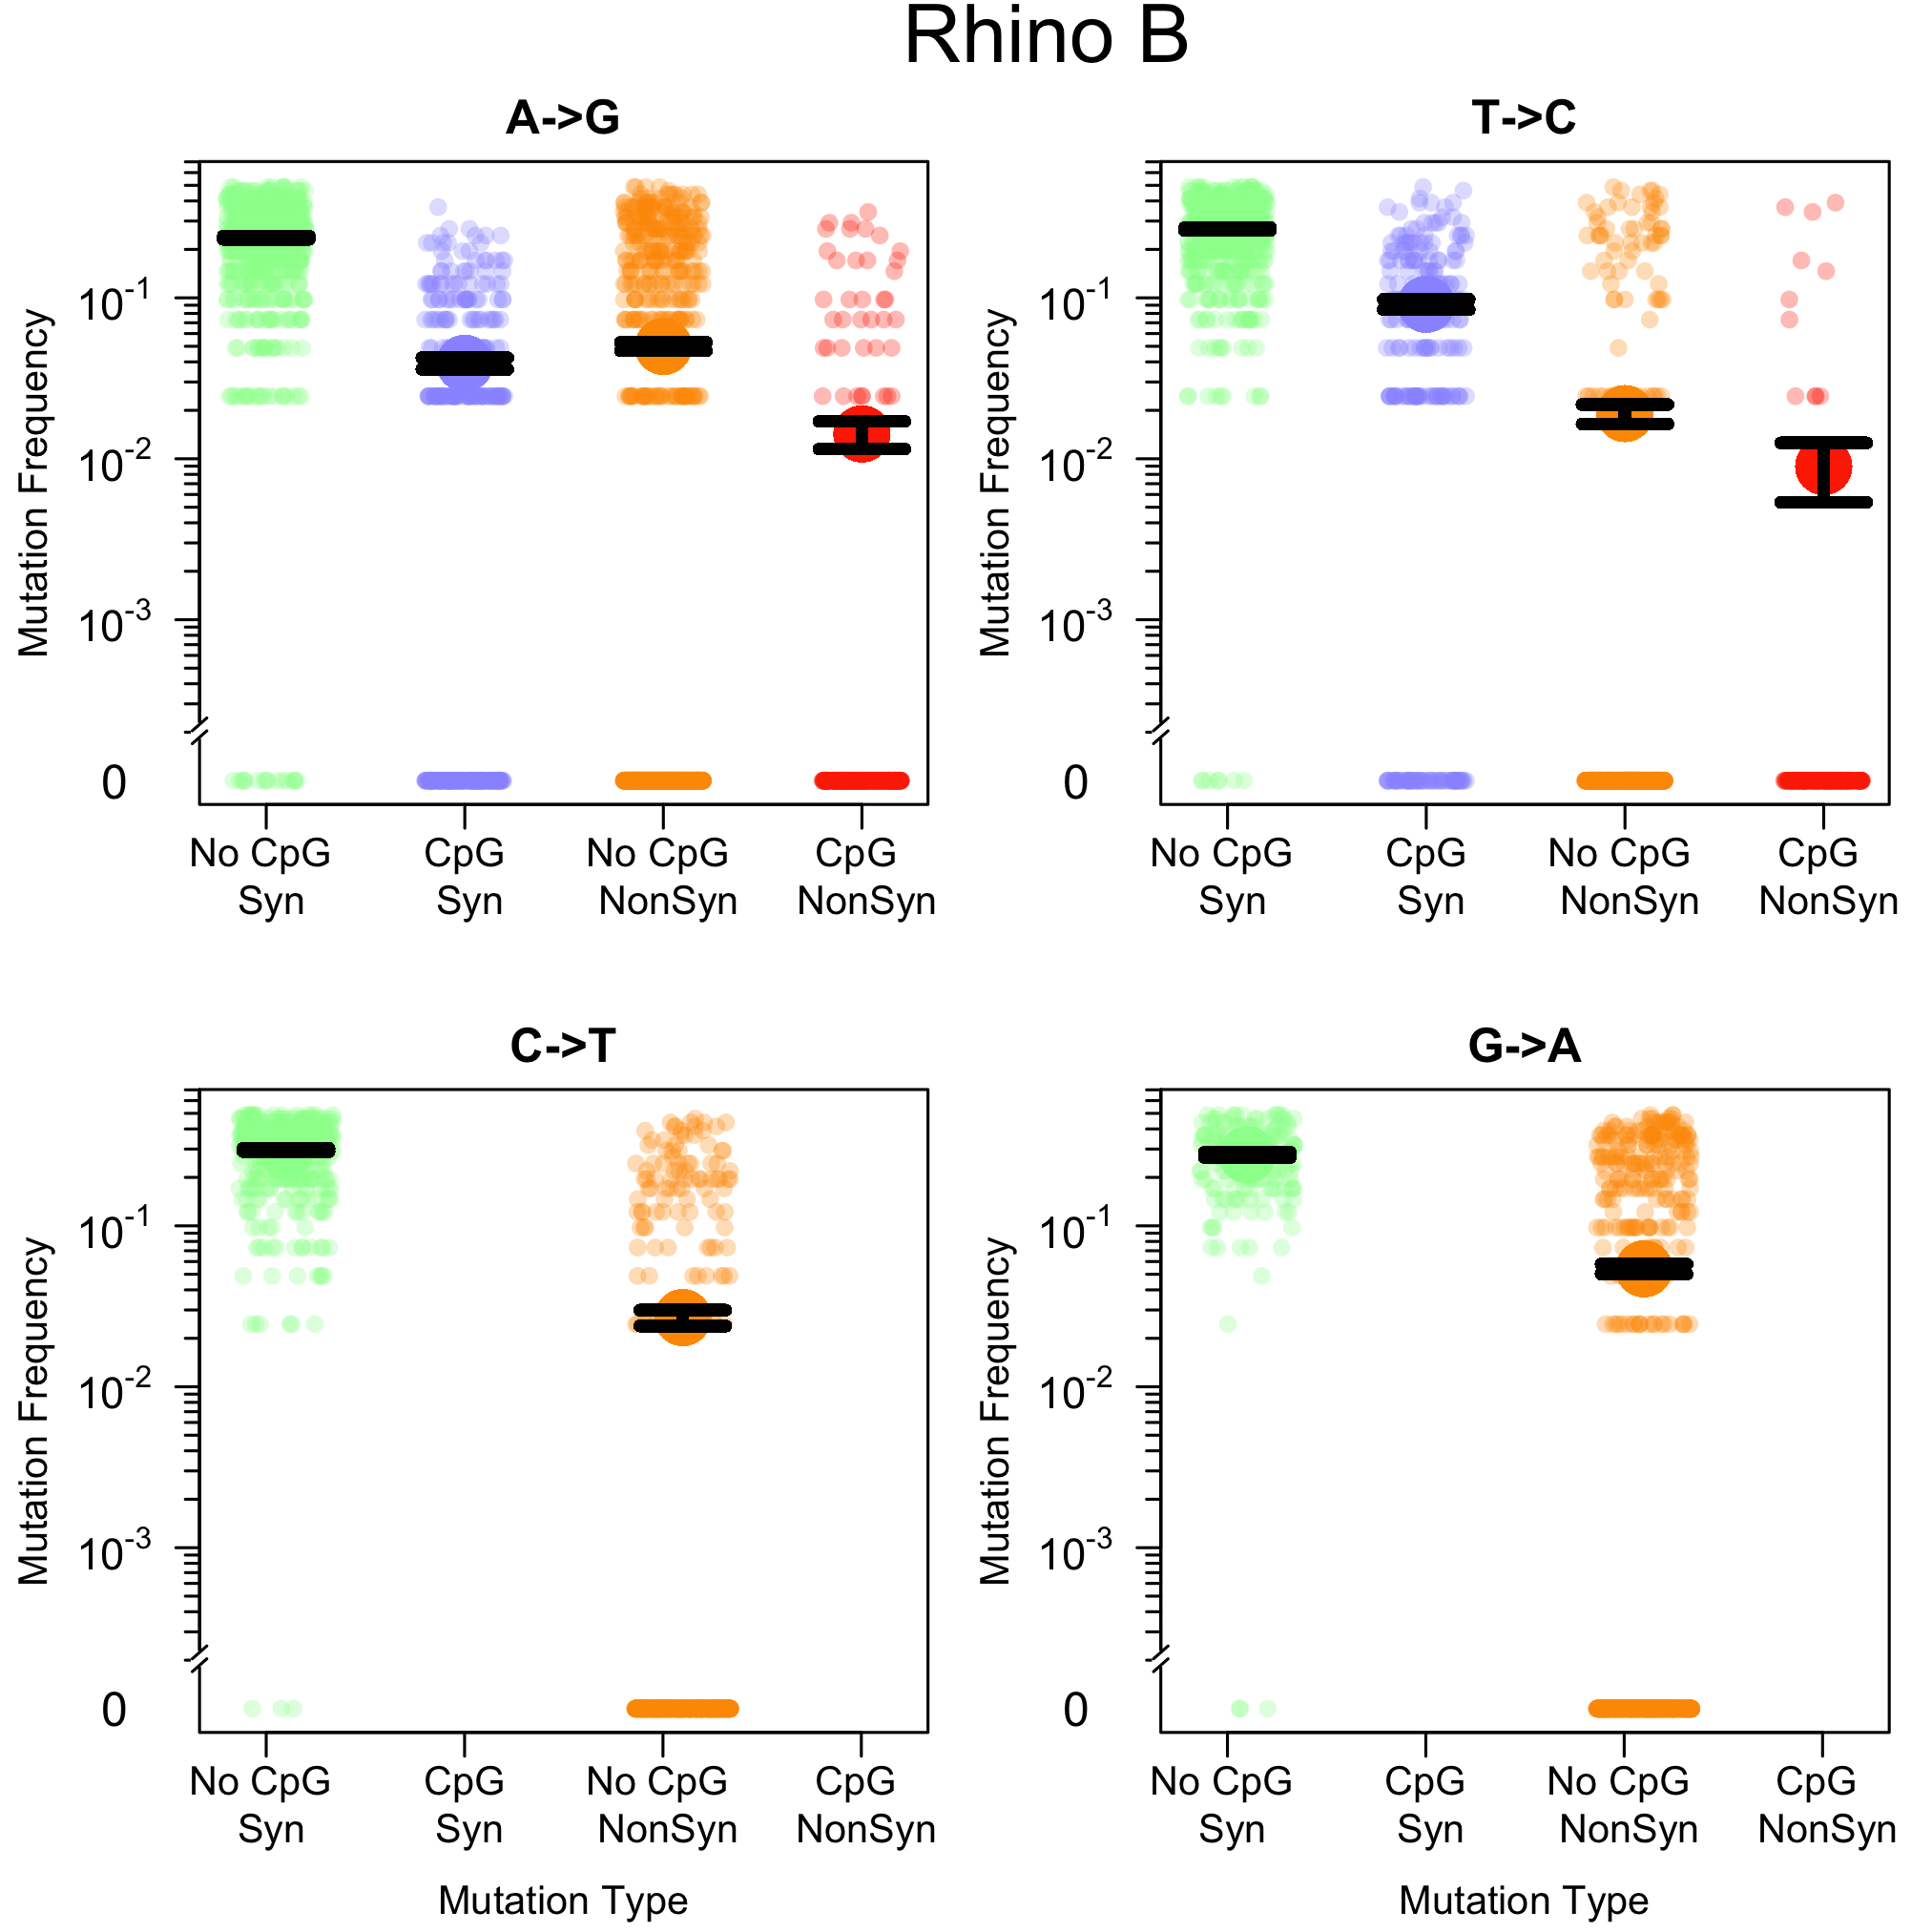 Rhino B
A->G
Mutation Frequency
10-1
10-2
10-3
0
No CpG CpG No CpG CpG
Syn Syn NonSyn NonSyn
T->C
Mutation Frequency
10-1
10-2
10-3
0
No CpG CpG No CpG CpG
Syn Syn NonSyn NonSyn
C->T
Mutation Frequency
10-1
10-2
10-3
0
No CpG CpG No CpG CpG
Syn Syn NonSyn NonSyn
Mutation Type
G->A
Mutation Frequency
10-1
10-2
10-3
0
No CpG CpG No CpG CpG
Syn Syn NonSyn NonSyn
Mutation Type